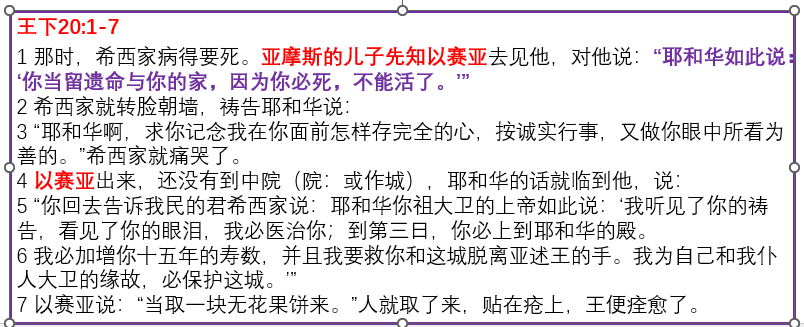 王下20:1-7
1 那时，希西家病得要死。亚摩斯的儿子先知以赛亚去见他，对他说：“耶和华如此说：
‘你当留遗命与你的家，因为你必死，不能活了。’”
2 希西家就转脸朝墙，祷告耶和华说：
3 “耶和华啊，求你记念我在你面前怎样存完全的心，按诚实行事，又做你眼中所看为
善的。”希西家就痛哭了。
4 以赛亚出来，还没有到中院（院：或作城），耶和华的话就临到他，说：
5 “你回去告诉我民的君希西家说：耶和华你祖大卫的上帝如此说：‘我听见了你的祷
告，看见了你的眼泪，我必医治你；到第三日，你必上到耶和华的殿。
6 我必加增你十五年的寿数，并且我要救你和这城脱离亚述王的手。我为自己和我仆
人大卫的缘故，必保护这城。’”
7 以赛亚说：“当取一块无花果饼来。”人就取了来，贴在疮上，王便痊愈了。